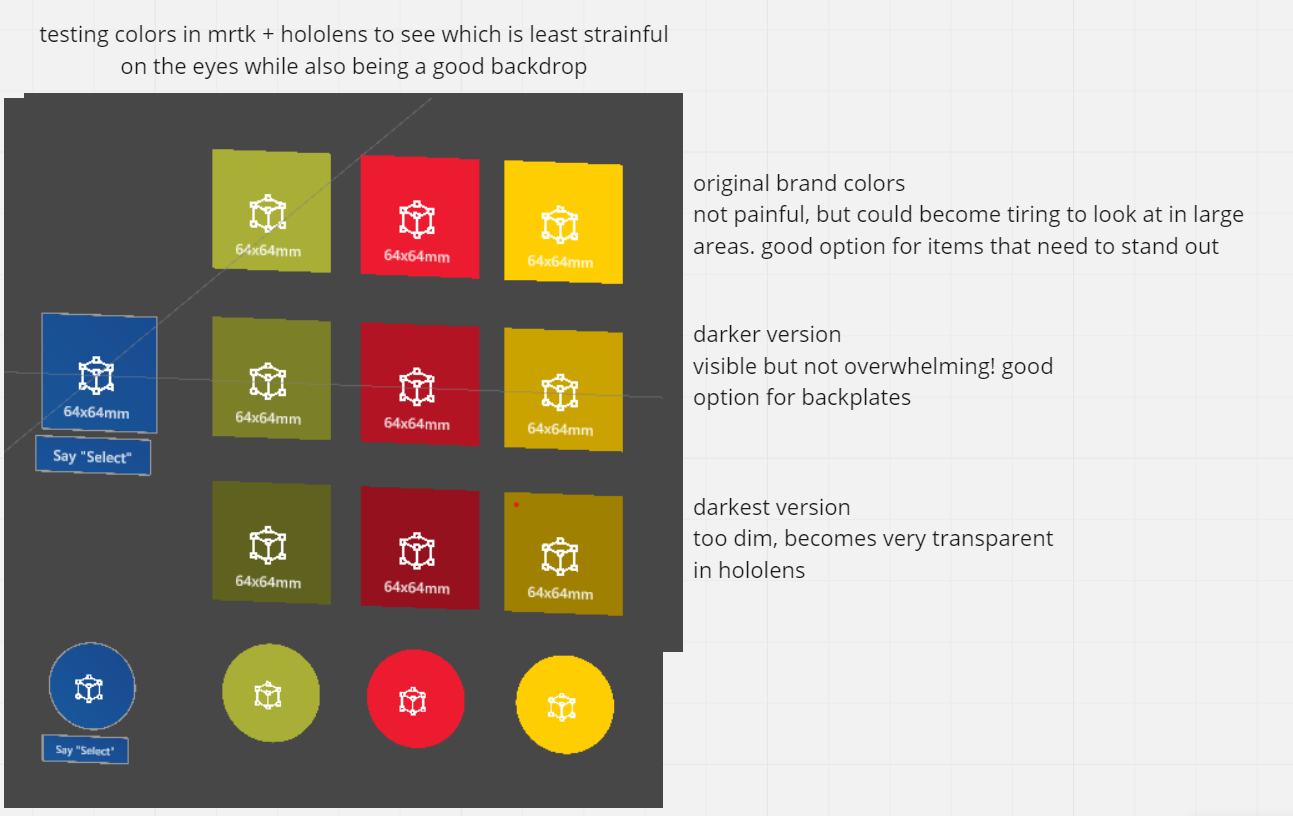 testing colors in mrtk + hololens to see which is least strainful
on the eyes while also being a good backdrop
original brand colors
not painful, but could become tiring to look at in large
areas. good option for items that need to stand out
64x64mm
64x64mm
64x64mm
darker version
visible but not overwhelming! good
option for backplates
64x64mm
64x64mm
64x64mm
64x64mm
Say "Select"
darkest version
too dim, becomes very transparent
in hololens
64x64mm
64x64mm
64x64mm
Say "Select"